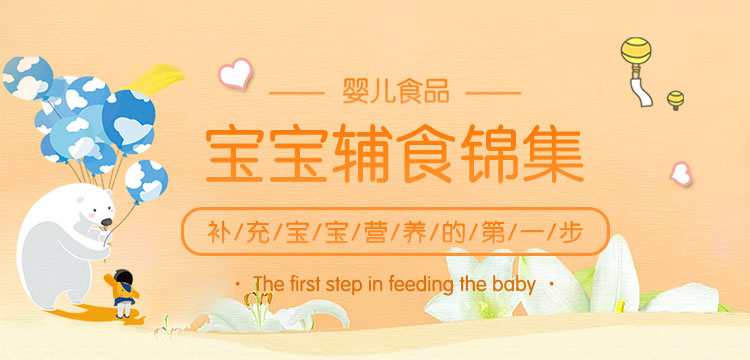 婴儿食品
宝宝辅食锦集
补/充/宝/宝/营/养/的/第/一/步
· The first step in feeding the baby ·